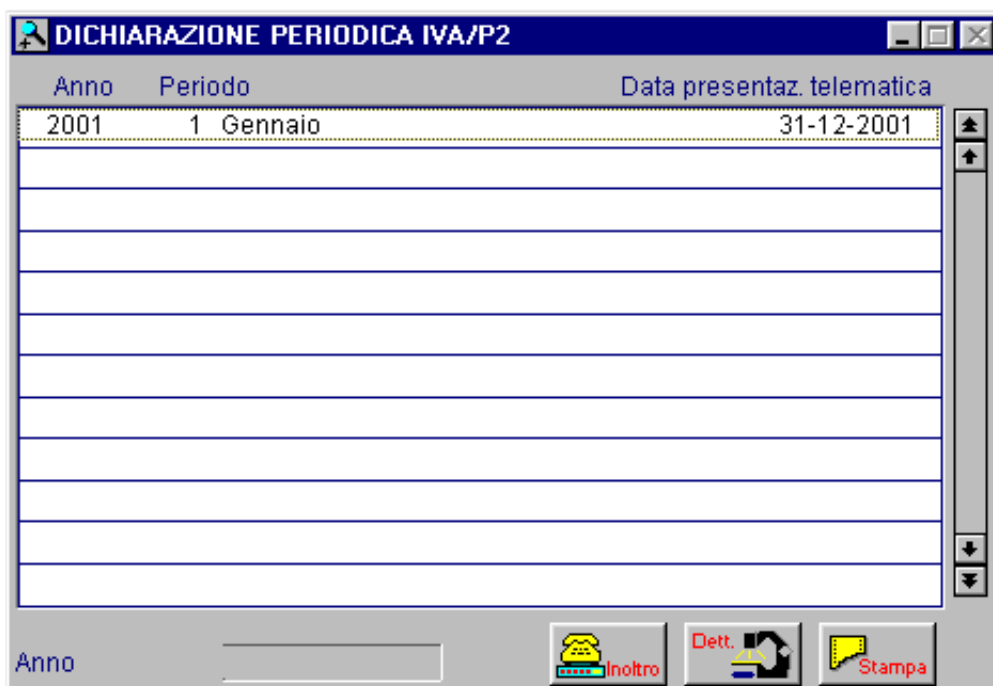 DICHIARAZIONE PERIODICA IVA/P2
Anno Periodo Data presentaz. telematica
2001 1 Gennaio 31-12-2001
Anno Inoltro Dett. Stampa